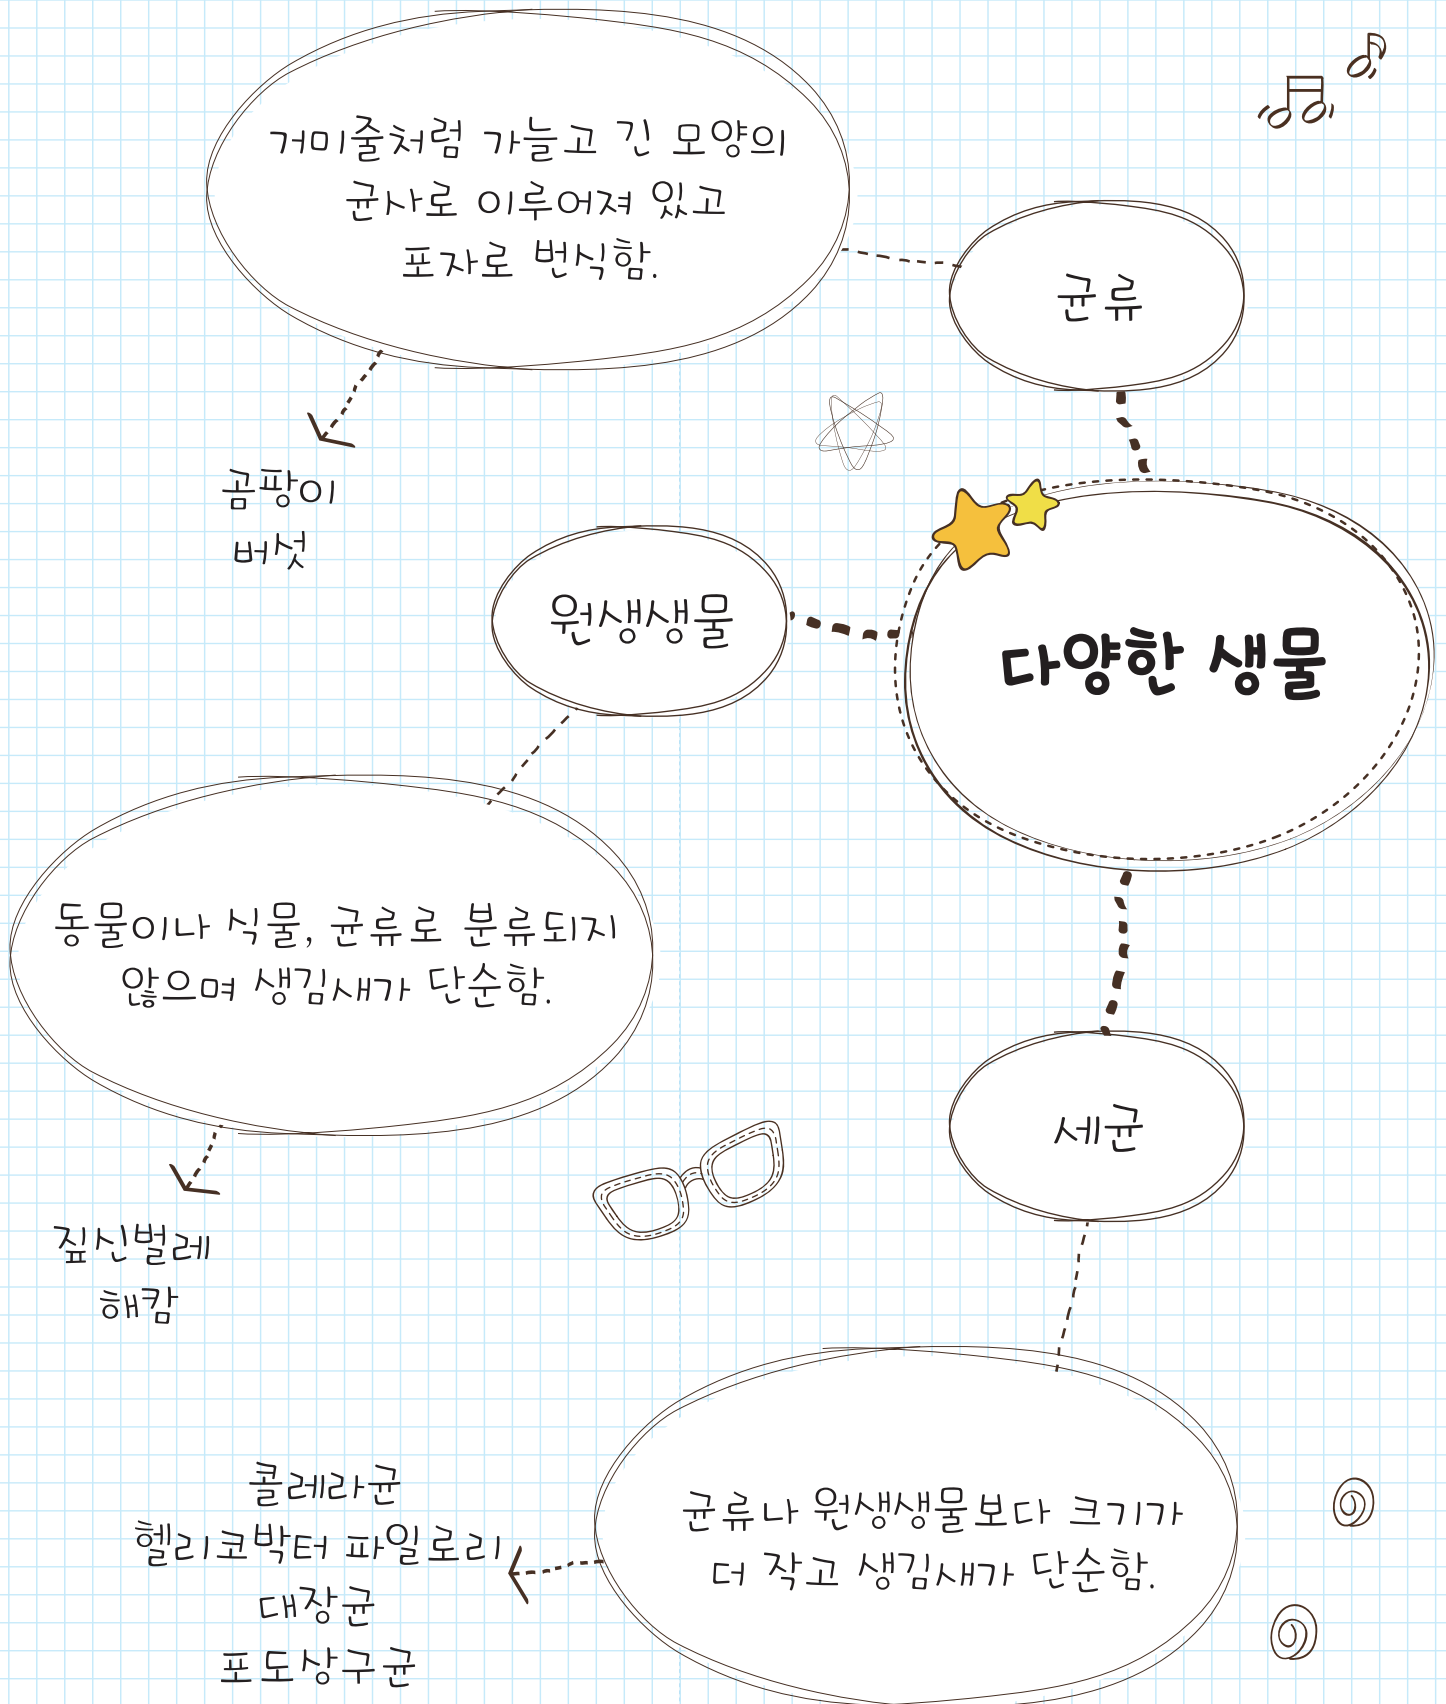 거미줄처럼 가늘고 긴 모양의
균사로 이루어져 있고
포자로 번식함.
균류
곰팡이
버섯
원생생물
다양한 생물
동물이나 식물, 균류로 분류되지
않으며 생김새가 단순함.
세균
짚신벌레
해캄
균류나 원생생물보다 크기가
더 작고 생김새가 단순함.
콜레라균
헬리코박터 파일로리
대장균
포도상구균